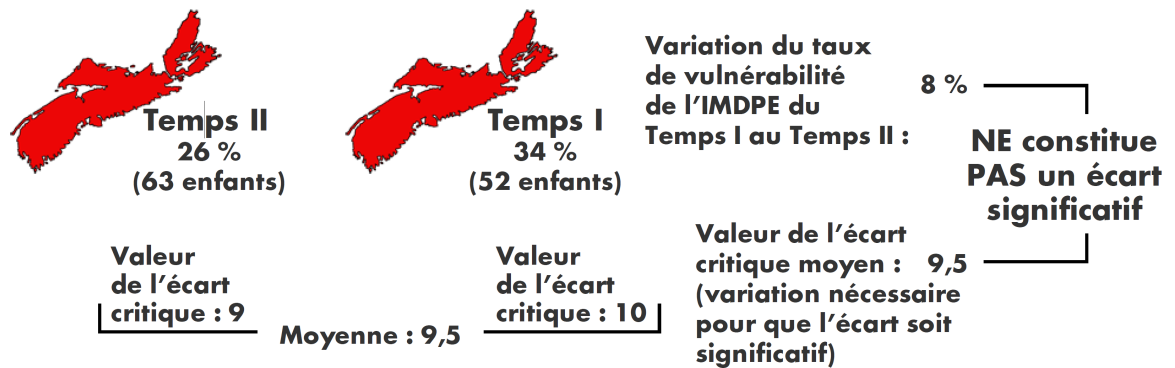 Temps II
26 %
(63 enfants)
Temps I
34 %
(52 enfants)
Variation du taux
de vulnérabilité
de l’IMDPE du
Temps I au Temps II :
8 %
NE constitue
PAS un écart
significatif
Valeur
de l’écart
critique : 9
Moyenne : 9,5
Valeur
de l’écart
critique : 10
Valeur de l’écart
critique moyen : 9,5
(variation nécessaire
pour que l’écart soit
significatif)